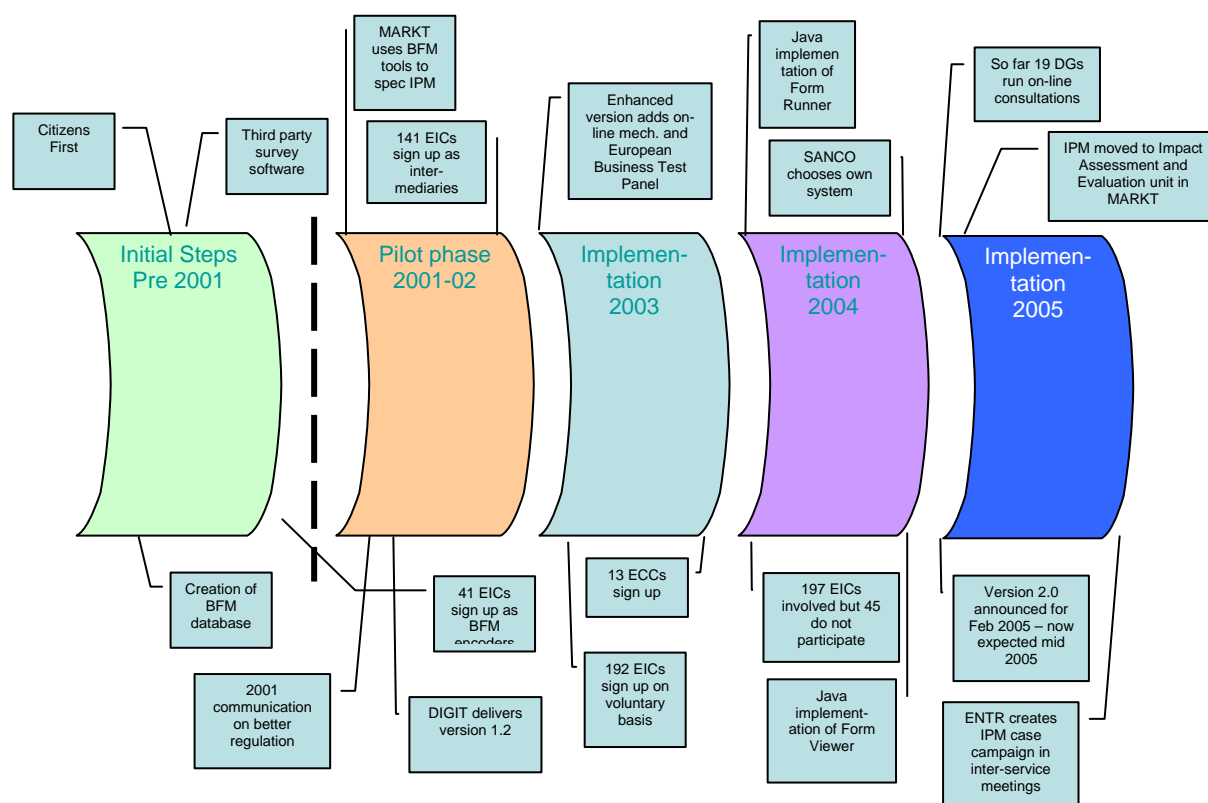 MARKT
uses BFM
tools to
spec IPM
Java
implemen
tation of
Form
Runner
So far 19 DGs
run on-line
consultations
Citizens
First
Third party
survey
software
141 EICs
sign up as
inter-
mediaries
Enhanced
version adds on-
line mech. and
European
Business Test
Panel
SANCO
chooses own
system
IPM moved to Impact
Assessment and
Evaluation unit in
MARKT
Initial Steps
Pre 2001
Pilot phase
2001-02
Implemen-
tation
2003
Implemen-
tation
2004
Implemen-
tation
2005
Creation of
BFM
database
41 EICs
sign up as
BFM
encoders
13 ECCs
sign up
197 EICs
involved but 45
do not
participate
Version 2.0
announced for
Feb 2005 – now
expected mid
2005
2001
communication
on better
regulation
DIGIT delivers
version 1.2
192 EICs
sign up on
voluntary
basis
Java
implement-
ation of Form
Viewer
ENTR creates
IPM case
campaign in
inter-service
meetings